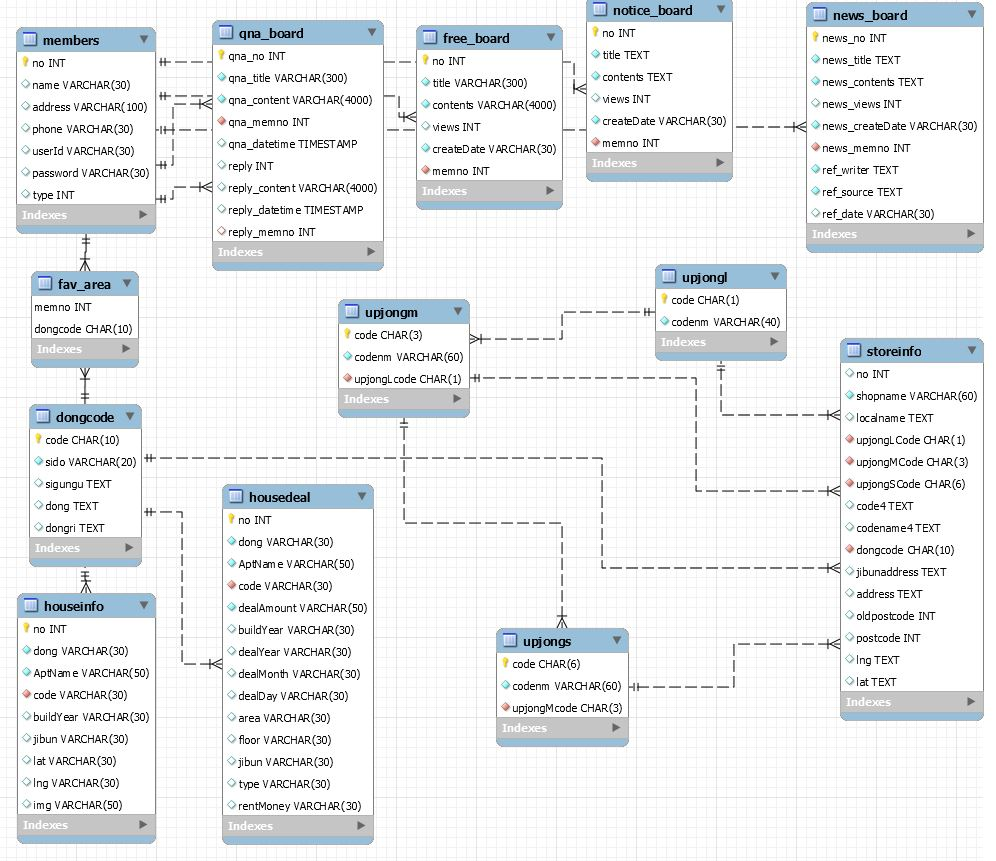 members
no INT
name VARCHAR(30)
address VARCHAR(100)
phone VARCHAR(30)
userId VARCHAR(30)
password VARCHAR(30)
type INT
Indexes
qna_board
qna_no INT
qna_title VARCHAR(300)
qna_content VARCHAR(4000)
qna_memno INT
qna_datetime TIMESTAMP
reply INT
reply_content VARCHAR(4000)
reply_datetime TIMESTAMP
reply_memno INT
Indexes
free_board
no INT
title VARCHAR(300)
contents VARCHAR(4000)
views INT
createDate VARCHAR(30)
memno INT
Indexes
notice_board
no INT
title TEXT
contents TEXT
views INT
createDate VARCHAR(30)
memno INT
Indexes
news_board
news_no INT
news_title TEXT
news_contents TEXT
news_views INT
news_createDate VARCHAR(30)
news_memno INT
ref_writer TEXT
ref_source TEXT
ref_date VARCHAR(30)
Indexes
fav_area
memno INT
dongcode CHAR(10)
Indexes
upjongm
code CHAR(3)
codenm VARCHAR(60)
upjongLcode CHAR(1)
Indexes
upjongl
code CHAR(1)
codenm VARCHAR(40)
Indexes
storeinfo
no INT
shopname VARCHAR(60)
localname TEXT
upjongLCode CHAR(1)
upjongMCode CHAR(3)
upjongSCode CHAR(6)
code4 TEXT
codename4 TEXT
dongcode CHAR(10)
jibunaddress TEXT
address TEXT
oldpostcode INT
postcode INT
lng TEXT
lat TEXT
Indexes
dongcode
code CHAR(10)
sido VARCHAR(20)
sigungu TEXT
dong TEXT
dongri TEXT
Indexes
housedeal
no INT
dong VARCHAR(30)
AptName VARCHAR(50)
code VARCHAR(30)
dealAmount VARCHAR(50)
buildYear VARCHAR(30)
dealYear VARCHAR(30)
dealMonth VARCHAR(30)
dealDay VARCHAR(30)
area VARCHAR(30)
floor VARCHAR(30)
jibun VARCHAR(30)
type VARCHAR(30)
rentMoney VARCHAR(30)
Indexes
houseinfo
no INT
dong VARCHAR(30)
AptName VARCHAR(50)
code VARCHAR(30)
buildYear VARCHAR(30)
jibun VARCHAR(30)
lat VARCHAR(30)
lng VARCHAR(30)
img VARCHAR(50)
Indexes
upjongs
code CHAR(6)
codenm VARCHAR(60)
upjongMcode CHAR(3)
Indexes